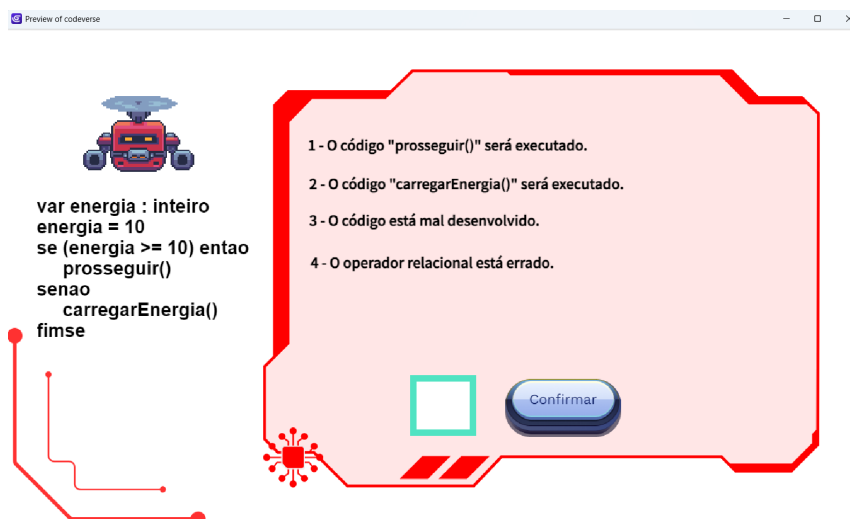 Preview of codeverse
var energia : inteiro
energia = 10
se (energia >= 10) entao
prosseguir()
senao
carregarEnergia()
fimse
1 - O código "prosseguir()" será executado.
2 - O código "carregarEnergia()" será executado.
3 - O código está mal desenvolvido.
4 - O operador relacional está errado.
Confirmar